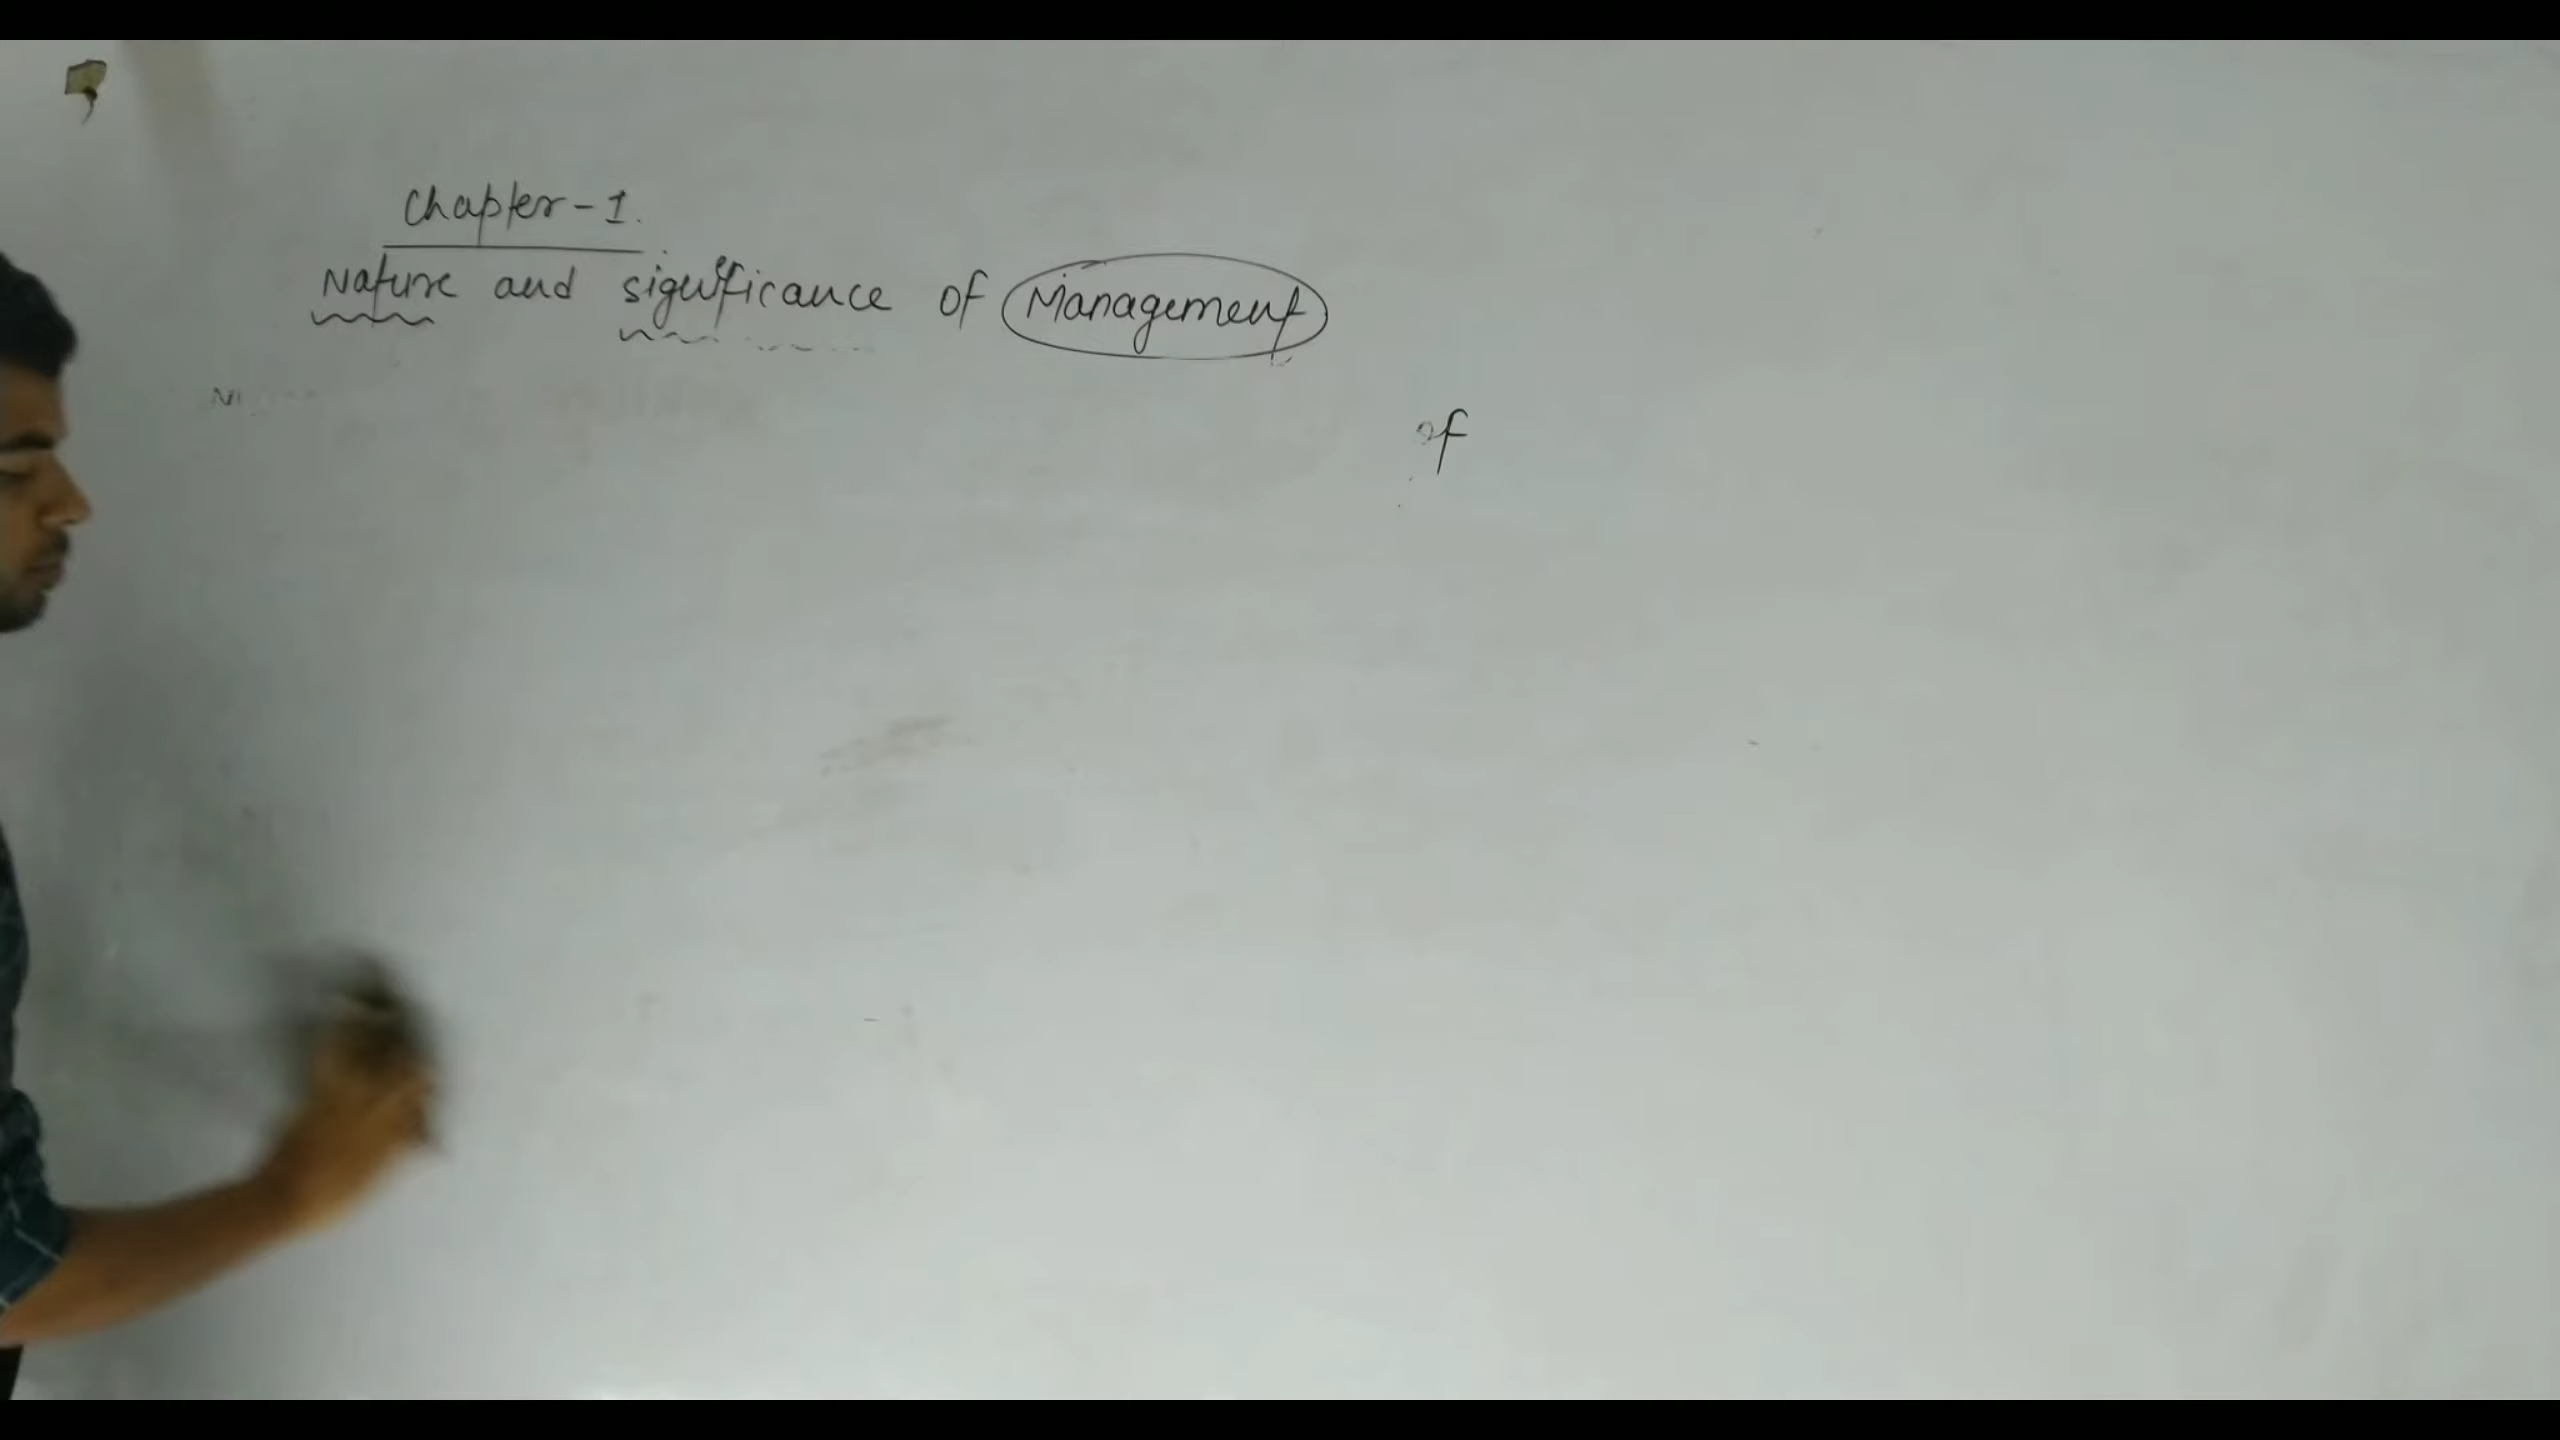 Chapter-1.
Nature and significance of Management
of